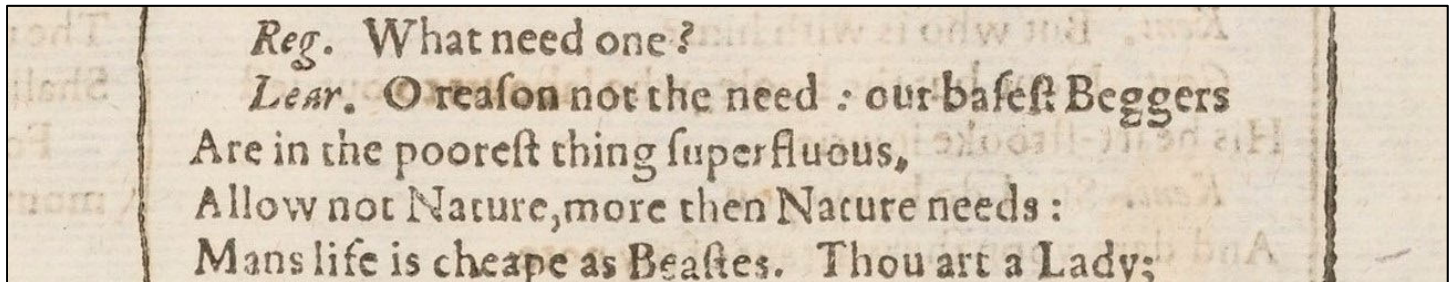 Reg. What need one?
Lear. O reaſon not the need : our baſeſt Beggers
Are in the pooreſt thing ſuperfluous,
Allow not Nature,more then Nature needs :
Mans life is cheape as Beaſtes. Thou art a Lady;